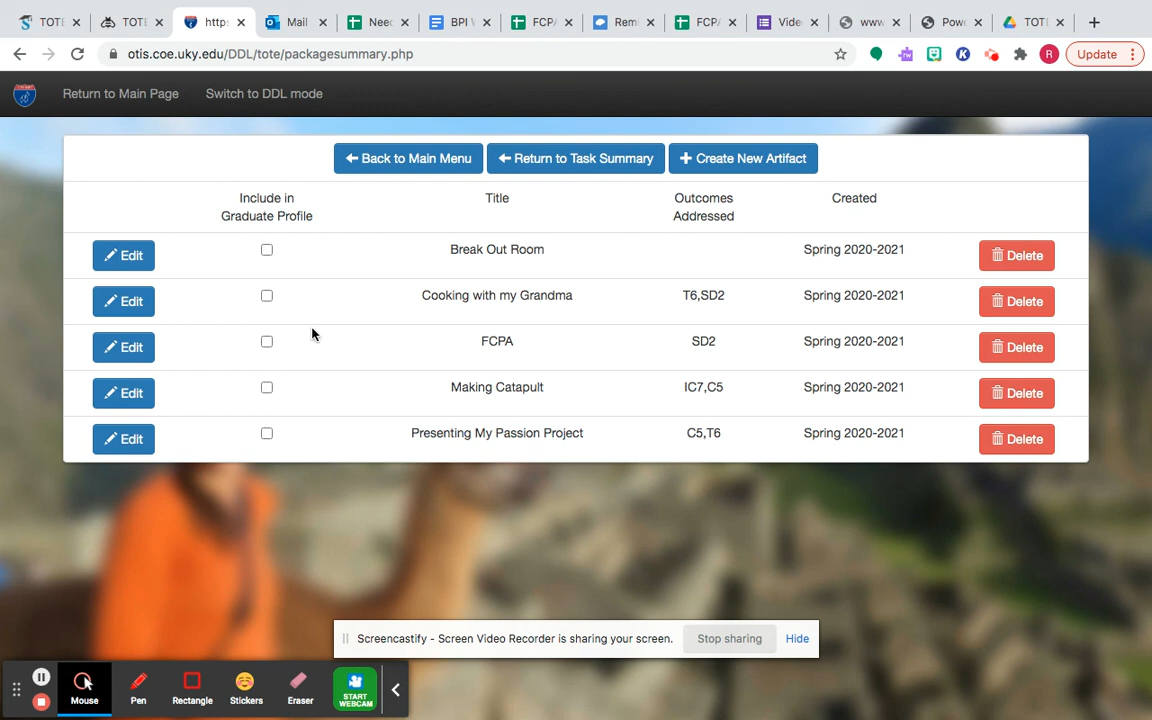 TOTE
TOTE
http:
Mail
Nee
BPI V
FCP/
Rem
FCP
Vide
www
Pow
TOTE
otis.coe.uky.edu/DDL/tote/packagesummary.php
K
R
Update
Return to Main Page
Switch to DDL mode
Back to Main Menu
Return to Task Summary
Create New Artifact
Include in
Graduate Profile
Title
Outcomes
Addressed
Created
Edit
Break Out Room
Spring 2020-2021
Delete
Edit
Cooking with my Grandma
T6,SD2
Spring 2020-2021
Delete
Edit
FCPA
SD2
Spring 2020-2021
Delete
Edit
Making Catapult
IC7,C5
Spring 2020-2021
Delete
Edit
Presenting My Passion Project
C5,T6
Spring 2020-2021
Delete
Screencastify - Screen Video Recorder is sharing your screen.
Stop sharing
Hide
Mouse
Pen
Rectangle
Stickers
Eraser
START
WEBCAM